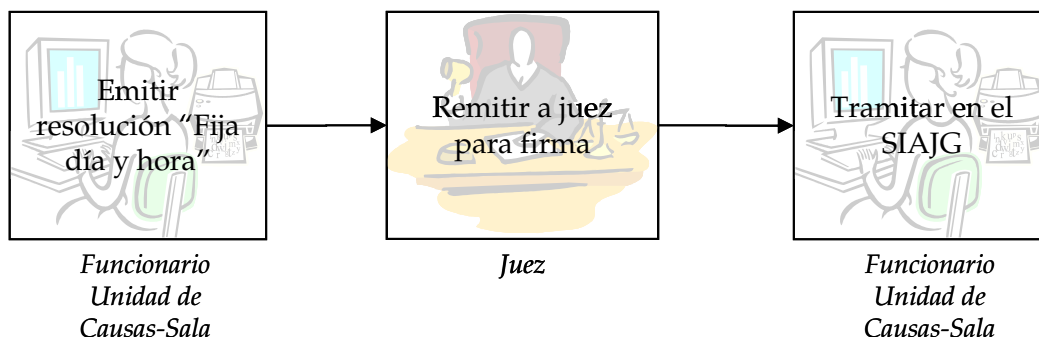 Emitir
resolución “Fija
día y hora”
Funcionario
Unidad de
Causas-Sala
Remitir a juez
para firma
Juez
Tramitar en el
SIAJG
Funcionario
Unidad de
Causas-Sala